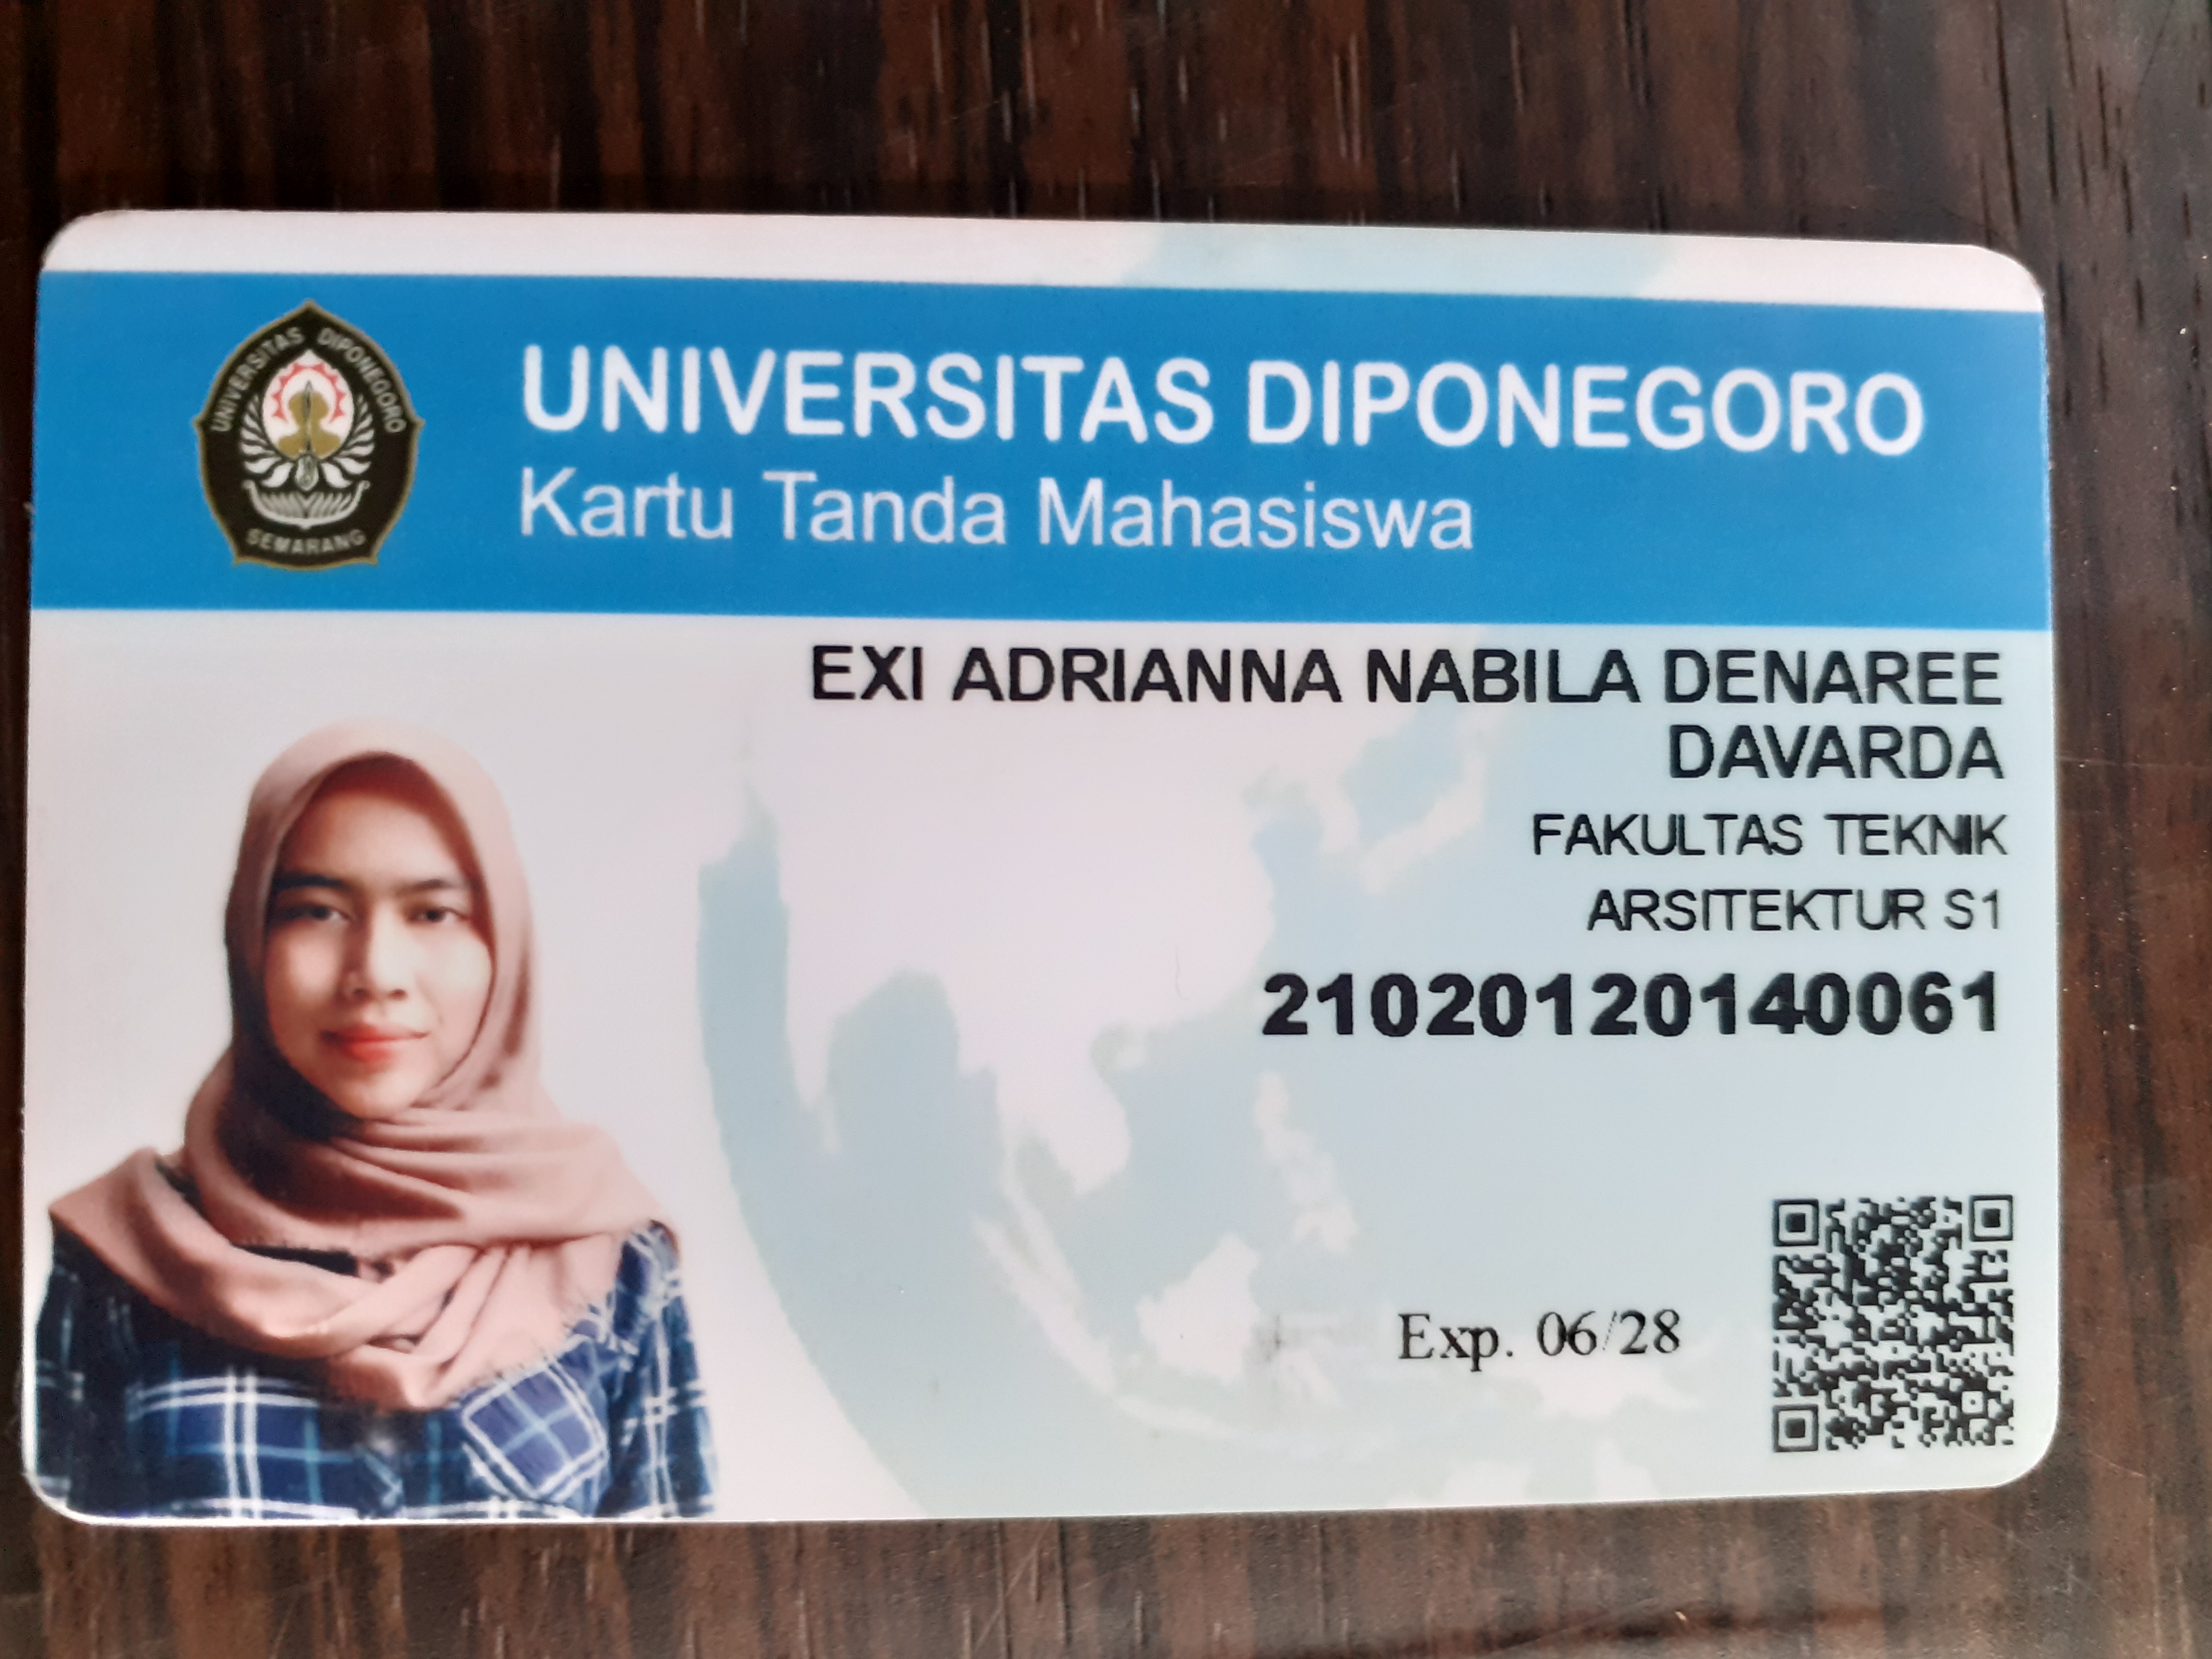 UNIVERSITAS DIPONEGORO
SEMARANG
UNIVERSITAS DIPONEGORO
Kartu Tanda Mahasiswa
EXI ADRIANNA NABILA DENAREE
DAVARDA
FAKULTAS TEKNIK
ARSITEKTUR S1
21020120140061
Exp. 06/28